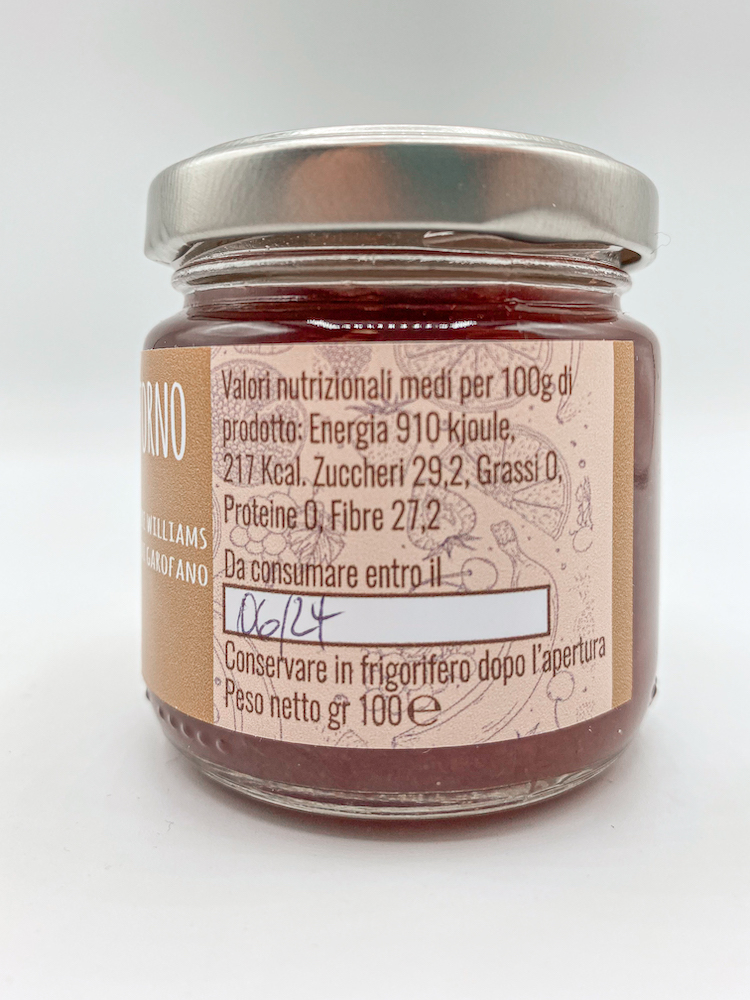 WILLIAMS
GAROFANO
Valori nutrizionali medi per 100g di
prodotto: Energia 910 kjoule,
217 Kcal. Zuccheri 29,2, Grassi 0,
Proteine 0, Fibre 27,2
Da consumare entro il
06/24
Conservare in frigorifero dopo l'apertura
Peso netto gr 100 ℮